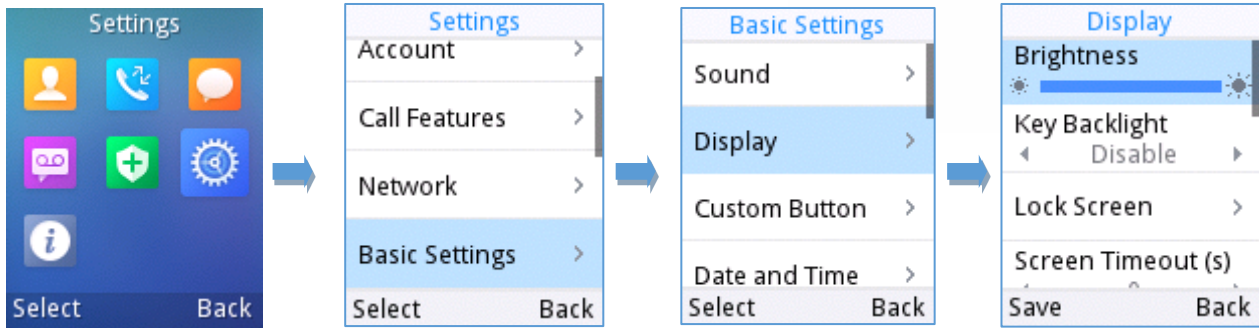 Settings
Select Back
Settings
Account
Call Features
Network
Basic Settings
Select Back
Basic Settings
Sound
Display
Custom Button
Date and Time
Select Back
Display
Brightness
Key Backlight
Disable
Lock Screen
Screen Timeout (s)
Save Back